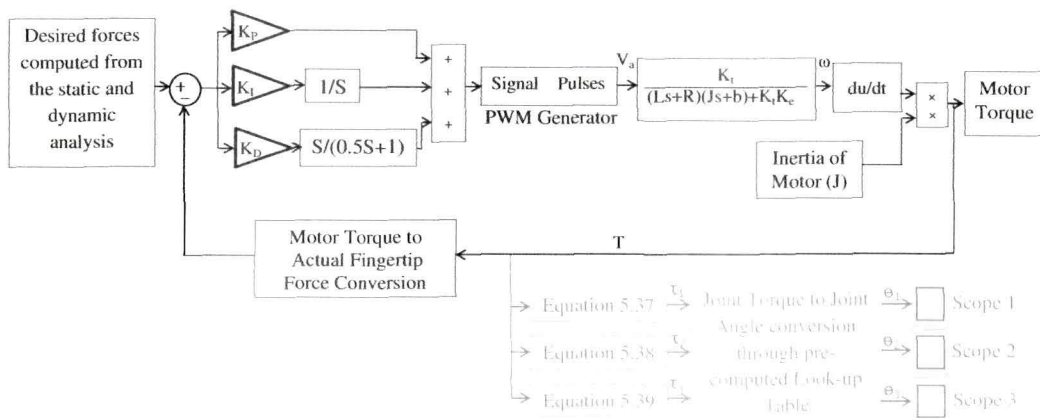 Desired forces
computed from
the static and
dynamic
analysis
+
−
K_P
K_I
K_D
1/S
S/(0.5S+1)
+
+
+
Signal Pulses
PWM Generator
V_a
K_t
(Ls+R)(Js+b)+K_tK_e
ω
du/dt
×
×
Motor
Torque
Inertia of
Motor (J)
T
Motor Torque to
Actual Fingertip
Force Conversion
Equation 5.37
Equation 5.38
Equation 5.39
τ_1
τ
Joint Torque to Joint
Angle conversion
through pre-
computed Look-up
Table
θ_1
θ_2
θ_3
Scope 1
Scope 2
Scope 3